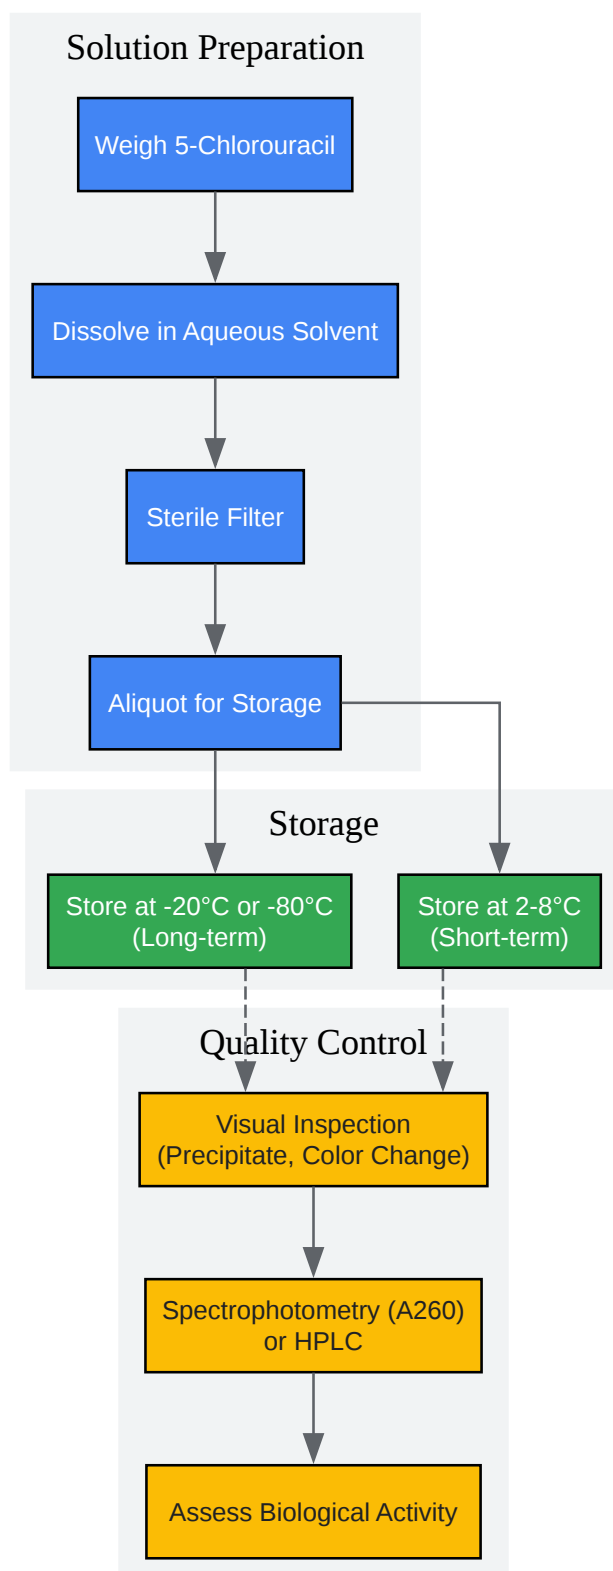 Solution Preparation
Weigh 5-Chlorouracil
Dissolve in Aqueous Solvent
Sterile Filter
Aliquot for Storage
Storage
Store at -20°C or -80°C
(Long-term)
Store at 2-8°C
(Short-term)
Quality Control
Visual Inspection
(Precipitate, Color Change)
Spectrophotometry (A260)
or HPLC
Assess Biological Activity